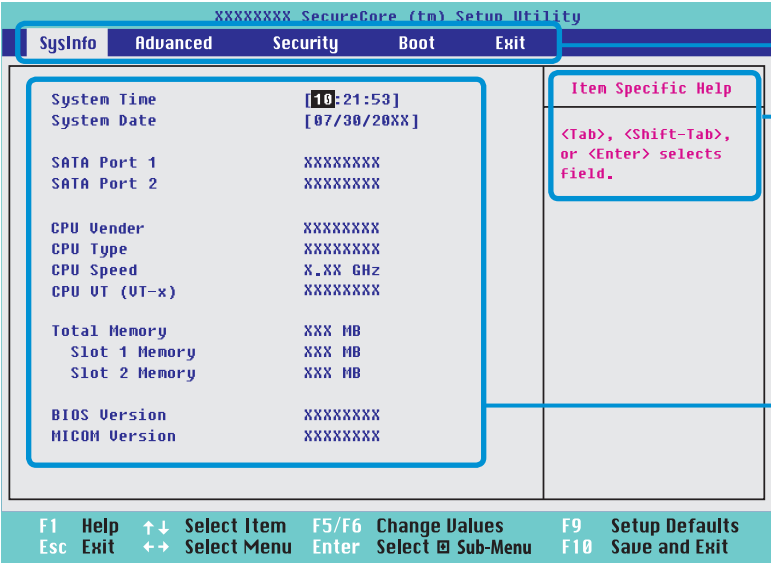 XXXXXXXX SecureCore (tm) Setup Utility
SysInfo Advanced Security Boot Exit
System Time [10:21:53]
System Date [07/30/20XX]
SATA Port 1 XXXXXXXX
SATA Port 2 XXXXXXXX
CPU Vender XXXXXXXX
CPU Type XXXXXXXX
CPU Speed X.XX GHz
CPU VT (VT-x) XXXXXXXX
Total Memory XXX MB
Slot 1 Memory XXX MB
Slot 2 Memory XXX MB
BIOS Version XXXXXXXX
MICOM Version XXXXXXXX
Item Specific Help
<Tab>, <Shift-Tab>,
or <Enter> selects
field.
F1 Help ↑↓ Select Item F5/F6 Change Values F9 Setup Defaults
Esc Exit ←→ Select Menu Enter Select Sub-Menu F10 Save and Exit